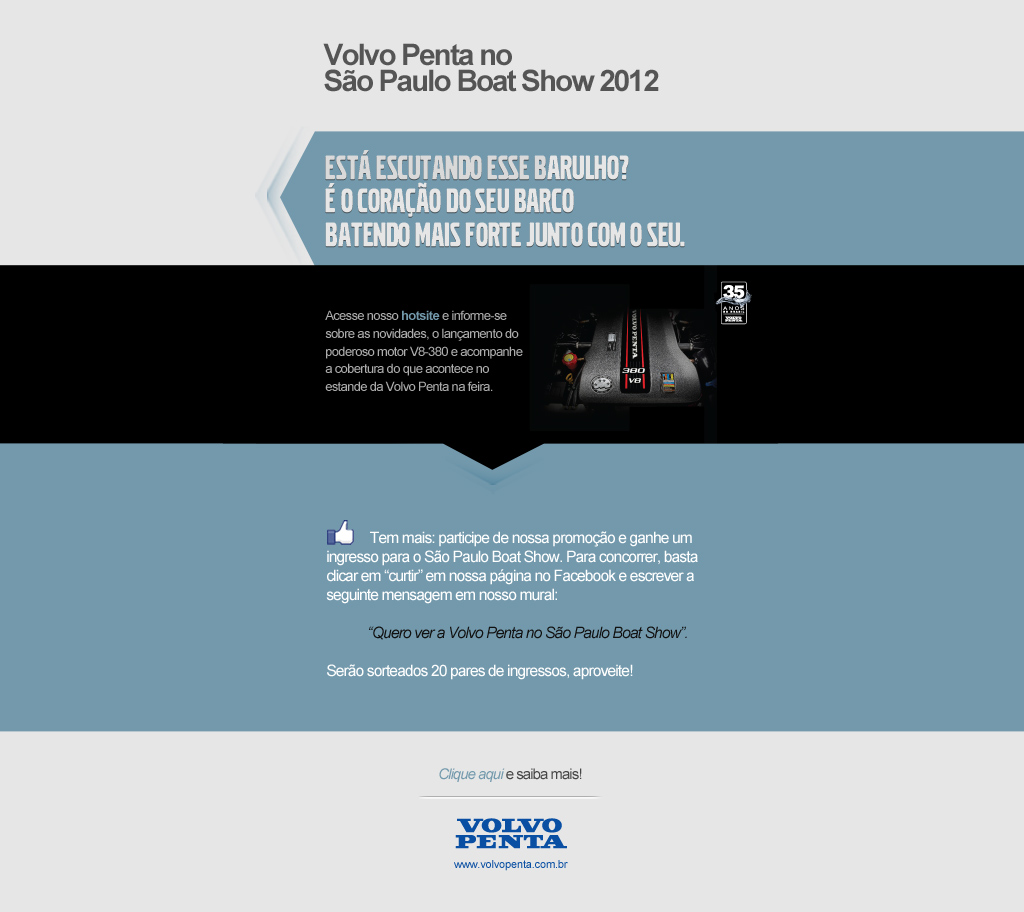 Volvo Penta no
São Paulo Boat Show 2012
ESTÁ ESCUTANDO ESSE BARULHO?
É O CORAÇÃO DO SEU BARCO
BATENDO MAIS FORTE JUNTO COM O SEU.
35
ANOS
NO BRASIL
VOLVO
PENTA
Acesse nosso hotsite e informe-se
sobre as novidades, o lançamento do
poderoso motor V8-380 e acompanhe
a cobertura do que acontece no
estande da Volvo Penta na feira.
VOLVO PENTA
380
V8
Tem mais: participe de nossa promoção e ganhe um
ingresso para o São Paulo Boat Show. Para concorrer, basta
clicar em “curtir” em nossa página no Facebook e escrever a
seguinte mensagem em nosso mural:
“Quero ver a Volvo Penta no São Paulo Boat Show”.
Serão sorteados 20 pares de ingressos, aproveite!
Clique aqui e saiba mais!
VOLVO
PENTA
www.volvopenta.com.br